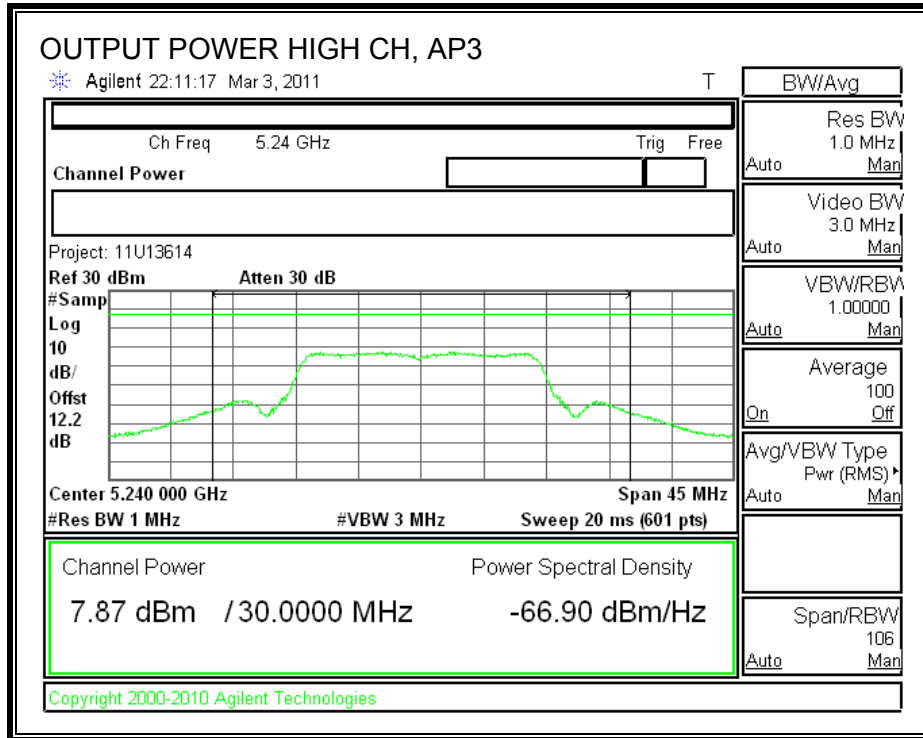 OUTPUT POWER HIGH CH, AP3
Agilent 22:11:17 Mar 3, 2011 T
Ch Freq 5.24 GHz Trig Free
Channel Power
Project: 11U13614
Ref 30 dBm Atten 30 dB
#Samp
Log
10
dB/
Offst
12.2
dB
Center 5.240 000 GHz Span 45 MHz
#Res BW 1 MHz #VBW 3 MHz Sweep 20 ms (601 pts)
Channel Power Power Spectral Density
7.87 dBm / 30.0000 MHz -66.90 dBm/Hz
Copyright 2000-2010 Agilent Technologies
BW/Avg
Res BW
1.0 MHz
Auto Man
Video BW
3.0 MHz
Auto Man
VBW/RBW
1.00000
Auto Man
Average
100
On Off
Avg/VBW Type
Pwr (RMS)
Auto Man
Span/RBW
106
Auto Man